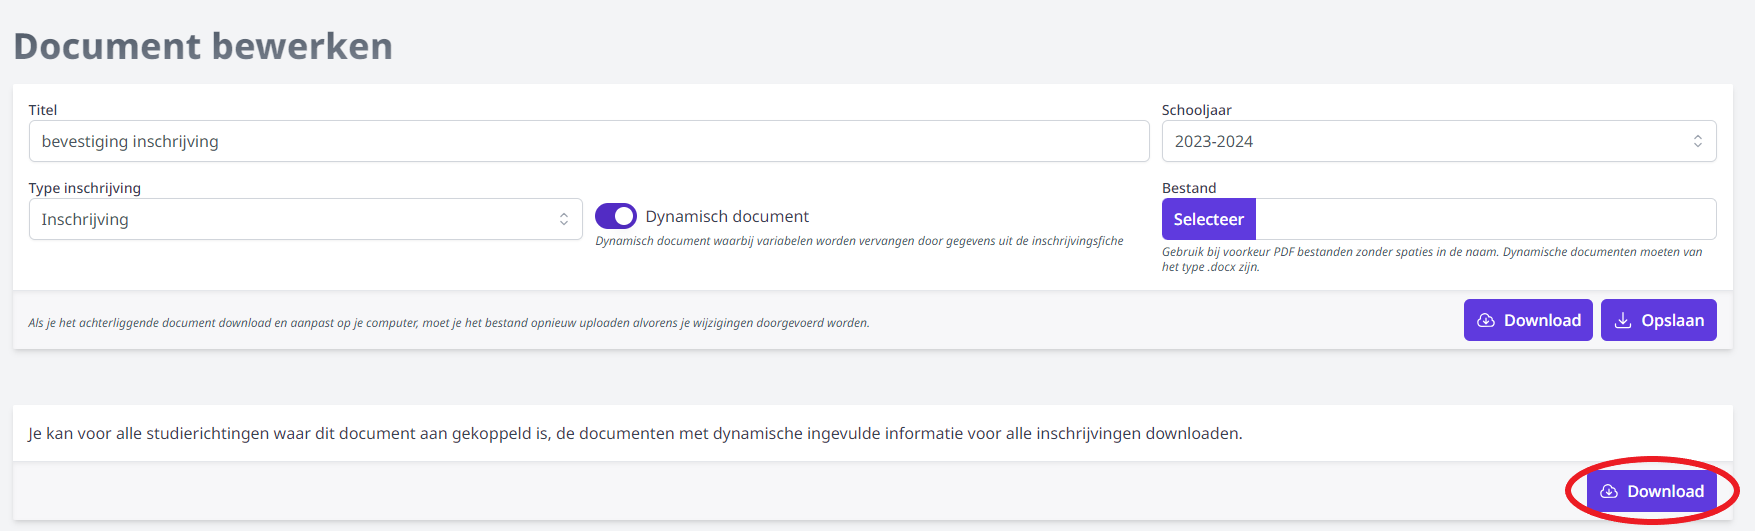 Document bewerken
Titel
Schooljaar
bevestiging inschrijving
2023-2024
Type inschrijving
Bestand
Inschrijving
Dynamisch document
Selecteer
Dynamisch document waarbij variabelen worden vervangen door gegevens uit de inschrijvingsfiche
Gebruik bij voorkeur PDF bestanden zonder spaties in de naam. Dynamische documenten moeten van
het type .docx zijn.
Als je het achterliggende document download en aanpast op je computer, moet je het bestand opnieuw uploaden alvorens je wijzigingen doorgevoerd worden.
Download
Opslaan
Je kan voor alle studierichtingen waar dit document aan gekoppeld is, de documenten met dynamische ingevulde informatie voor alle inschrijvingen downloaden.
Download